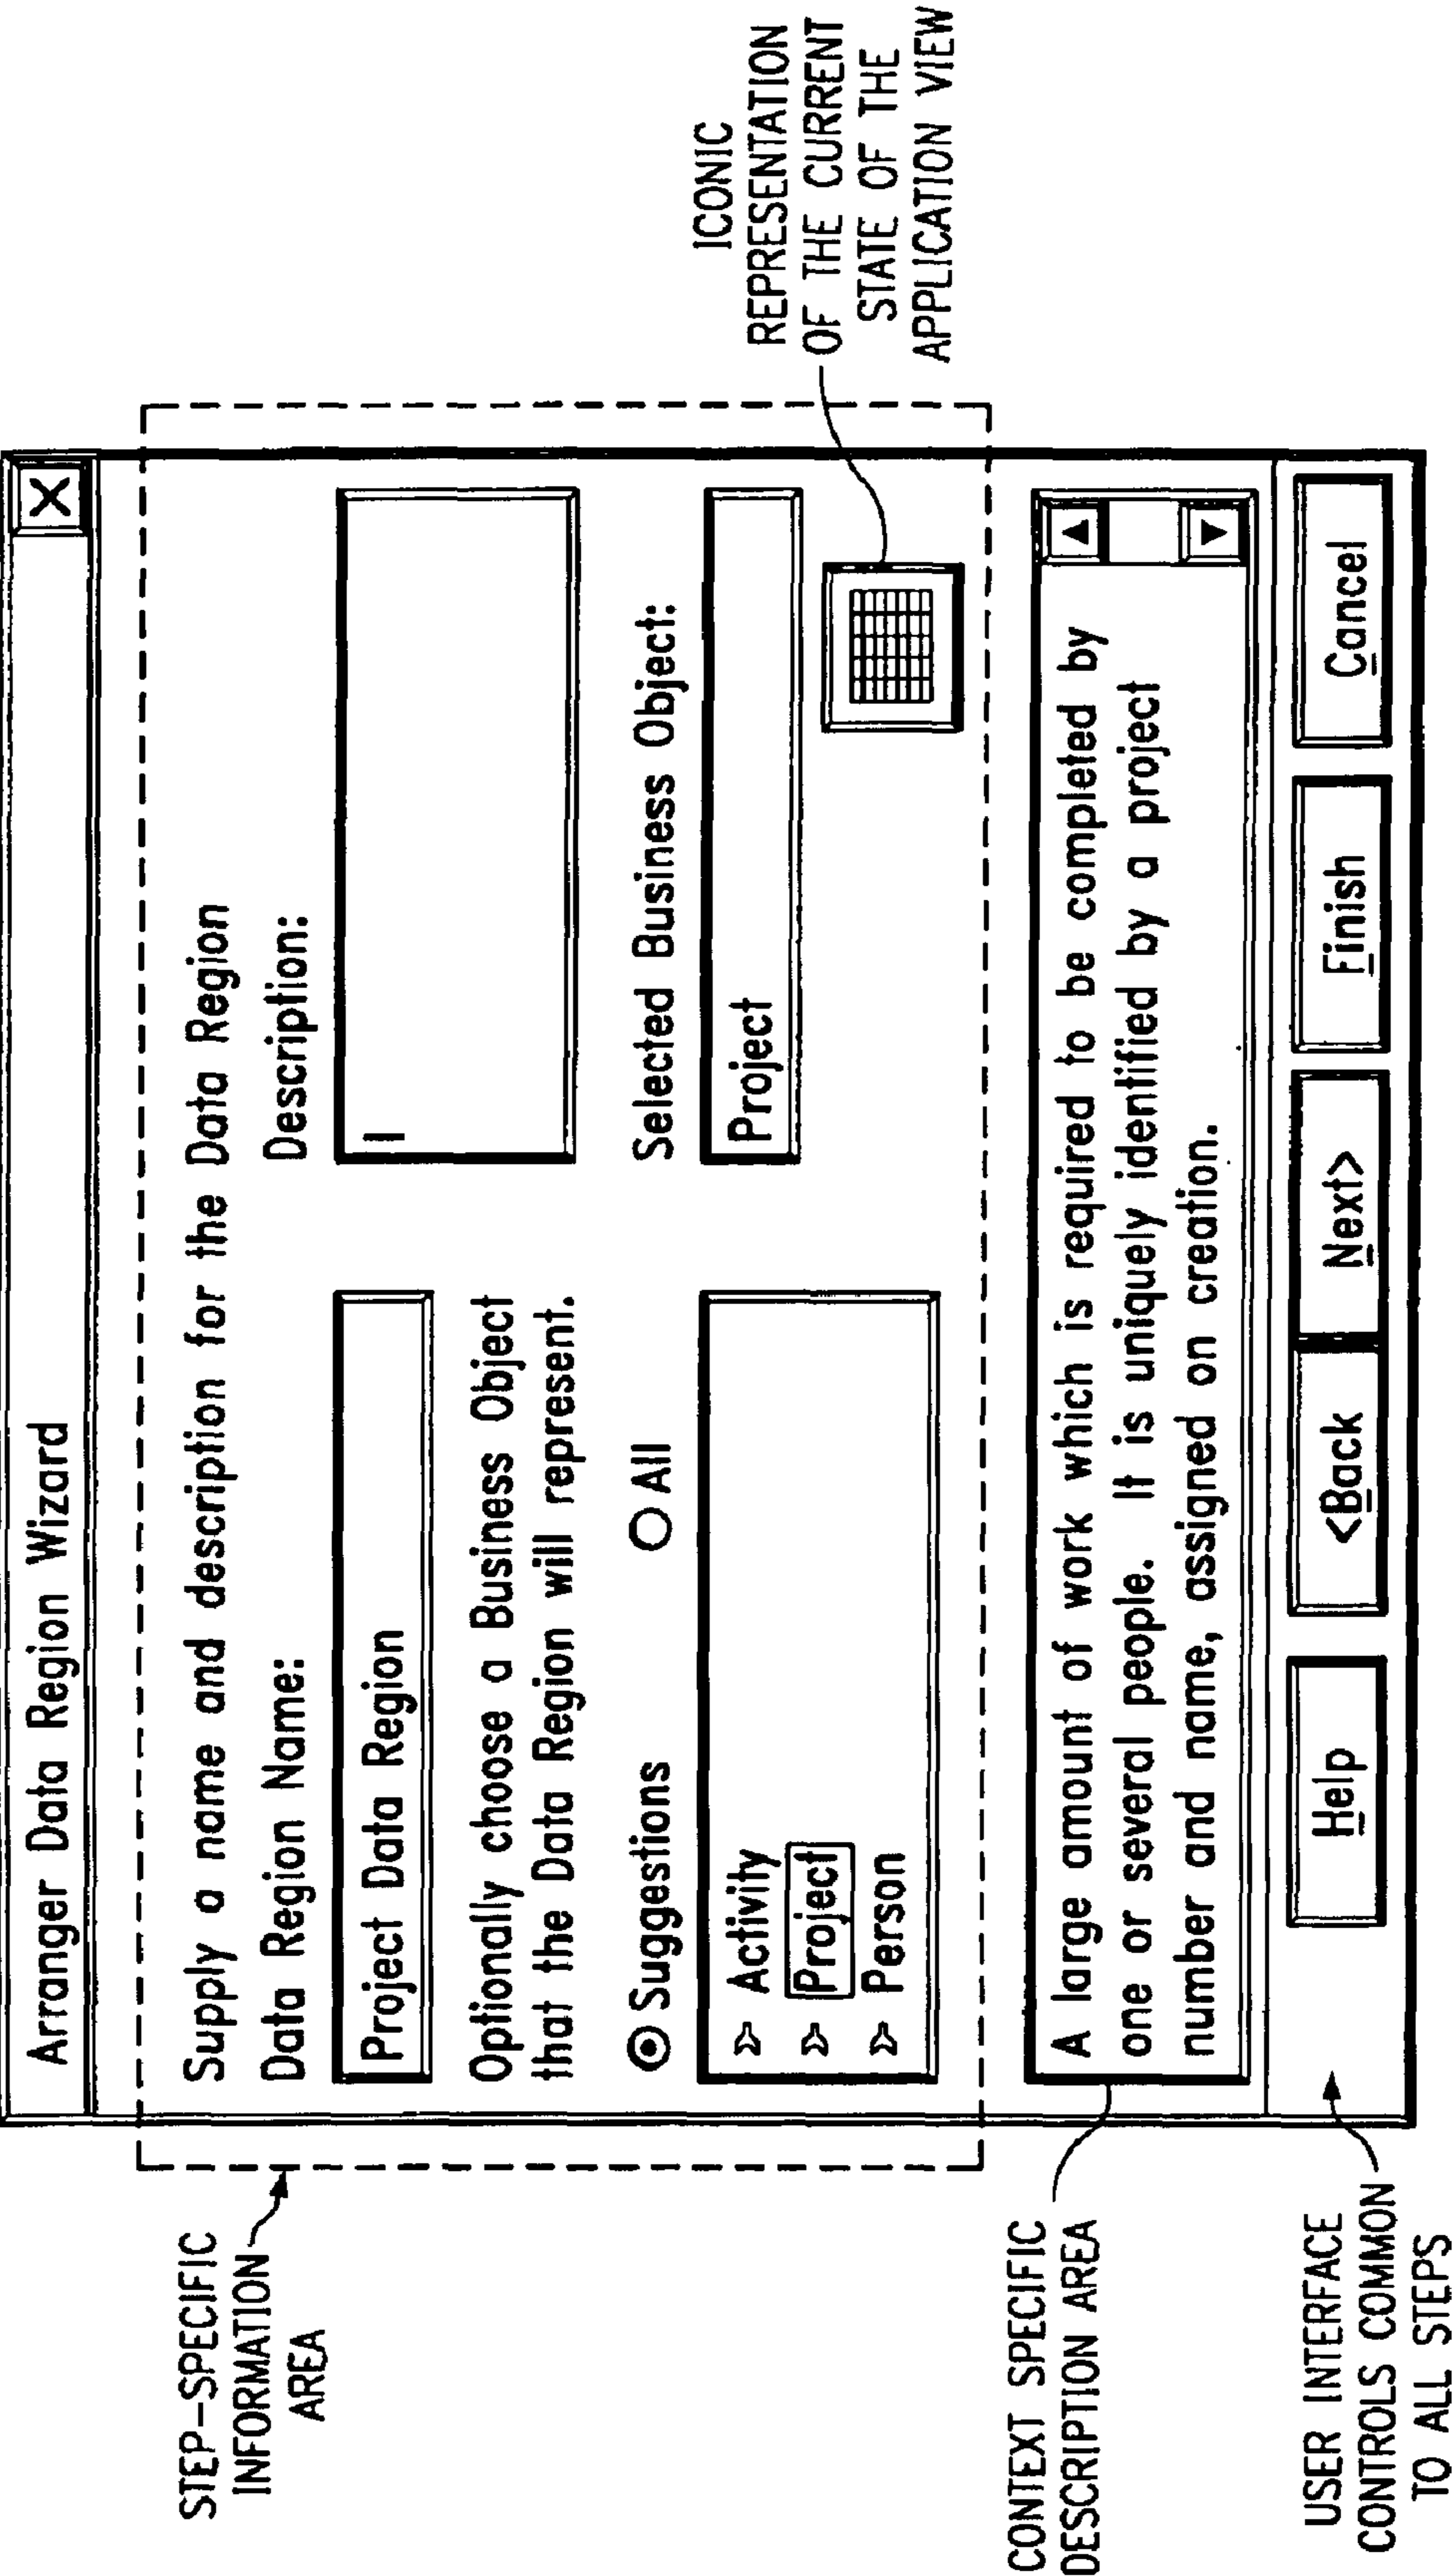 Arranger Data Region Wizard
X
STEP-SPECIFIC
INFORMATION
AREA
Supply a name and description for the Data Region
Data Region Name:
Description:
Project Data Region
Optionally choose a Business Object
that the Data Region will represent.
Suggestions
All
Selected Business Object:
Activity
Project
Person
Project
ICONIC
REPRESENTATION
OF THE CURRENT
STATE OF THE
APPLICATION VIEW
CONTEXT SPECIFIC
DESCRIPTION AREA
A large amount of work which is required to be completed by
one or several people. It is uniquely identified by a project
number and name, assigned on creation.
USER INTERFACE
CONTROLS COMMON
TO ALL STEPS
Help
<Back
Next>
Finish
Cancel